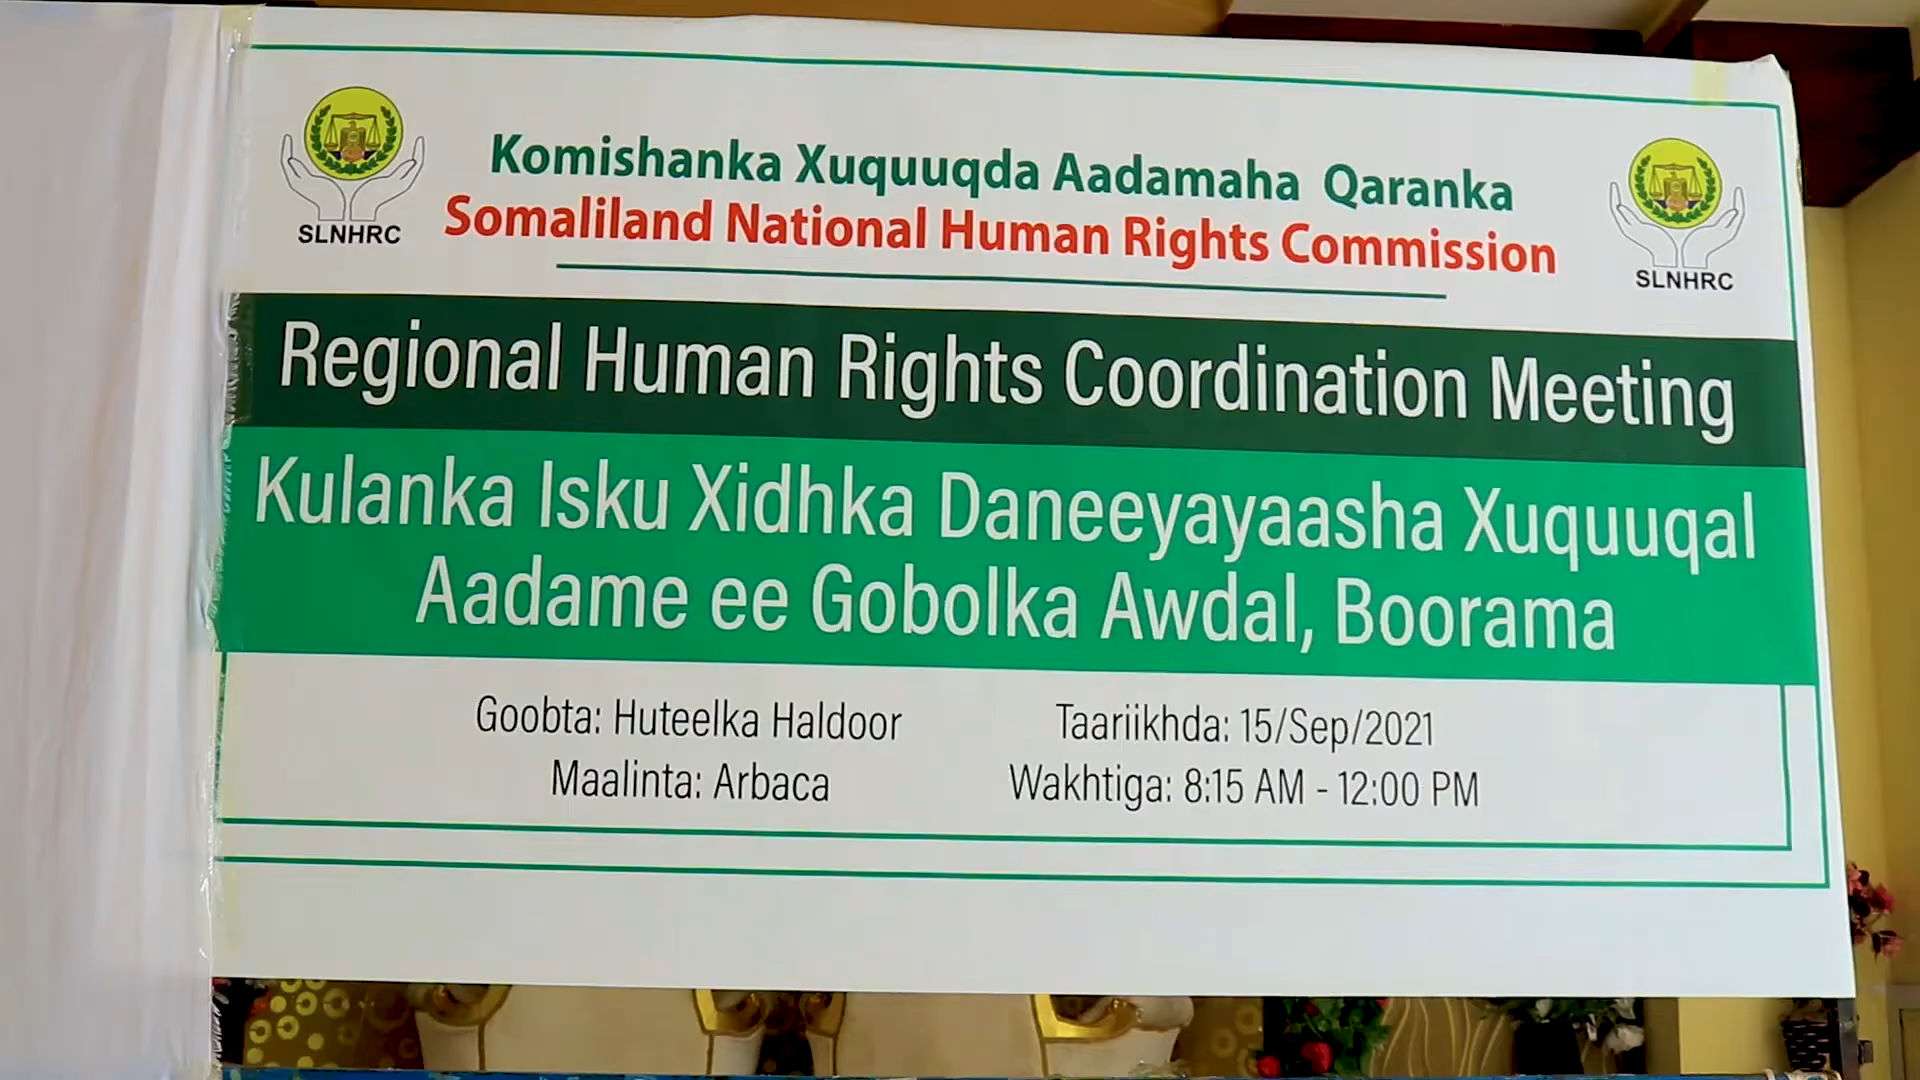 SLNHRC
Komishanka Xuquuqda Aadamaha Qaranka
Somaliland National Human Rights Commission
SLNHRC
Regional Human Rights Coordination Meeting
Kulanka Isku Xidhka Daneeyayaasha Xuquuqal
Aadame ee Gobolka Awdal, Boorama
Goobta: Huteelka Haldoor
Maalinta: Arbaca
Taariikhda: 15/Sep/2021
Wakhtiga: 8:15 AM - 12:00 PM